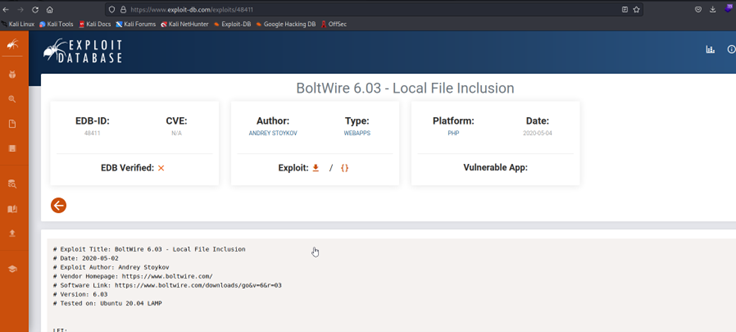 https://www.exploit-db.com/exploits/48411
Kali Linux Kali Tools Kali Docs Kali Forums Kali NetHunter Exploit-DB Google Hacking DB OffSec
EXPLOIT
DATABASE
BoltWire 6.03 - Local File Inclusion
EDB-ID: CVE: Author: Type: Platform: Date:
48411 N/A ANDREY STOYKOV WEBAPPS PHP 2020-05-04
EDB Verified: Exploit: / {} Vulnerable App:
# Exploit Title: BoltWire 6.03 - Local File Inclusion
# Date: 2020-05-02
# Exploit Author: Andrey Stoykov
# Vendor Homepage: https://www.boltwire.com/
# Software Link: https://www.boltwire.com/downloads/go&v=6&r=03
# Version: 6.03
# Tested on: Ubuntu 20.04 LAMP
LFI: